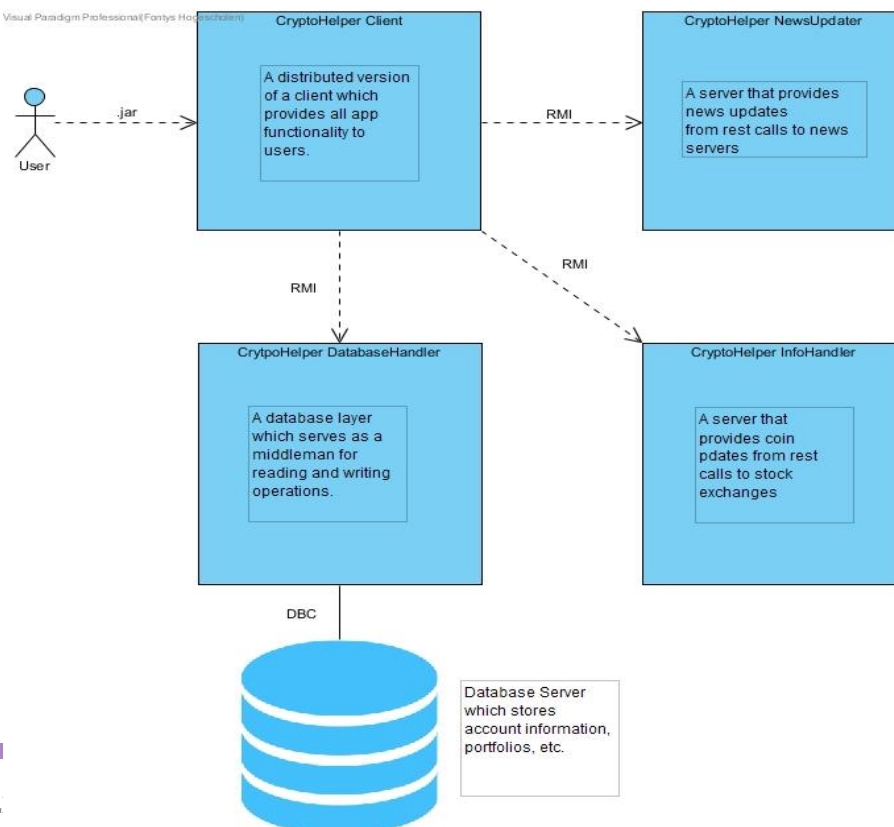 Visual Paradigm Professional(Fontys Hogescholen)
CryptoHelper Client
A distributed version
of a client which
provides all app
functionality to
users.
CryptoHelper NewsUpdater
A server that provides
news updates
from rest calls to news
servers
.jar
User
RMI
RMI
RMI
CrytpoHelper DatabaseHandler
A database layer
which serves as a
middleman for
reading and writing
operations.
CryptoHelper InfoHandler
A server that
provides coin
pdates from rest
calls to stock
exchanges
DBC
Database Server
which stores
account information,
portfolios, etc.